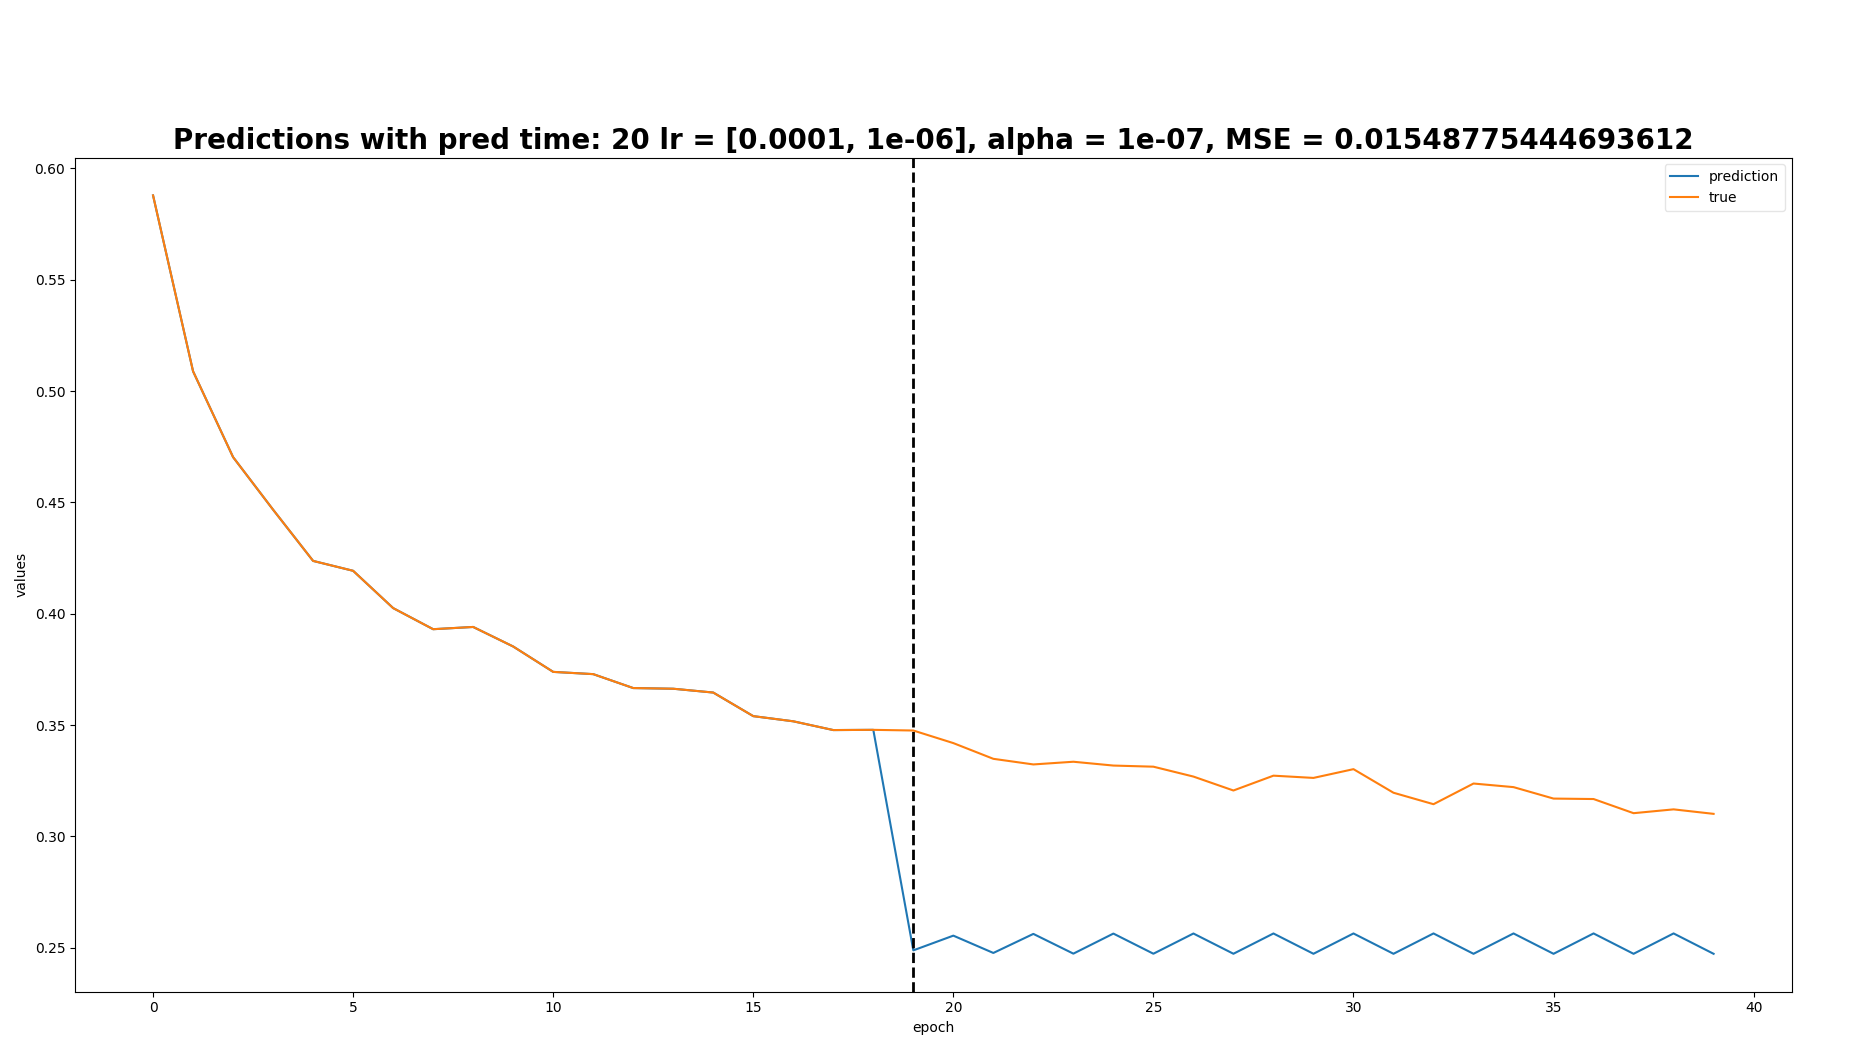 Predictions with pred time: 20 lr = [0.0001, 1e-06], alpha = 1e-07, MSE = 0.01548775444693612
prediction
true
values
0.60
0.55
0.50
0.45
0.40
0.35
0.30
0.25
0 5 10 15 20 25 30 35 40
epoch